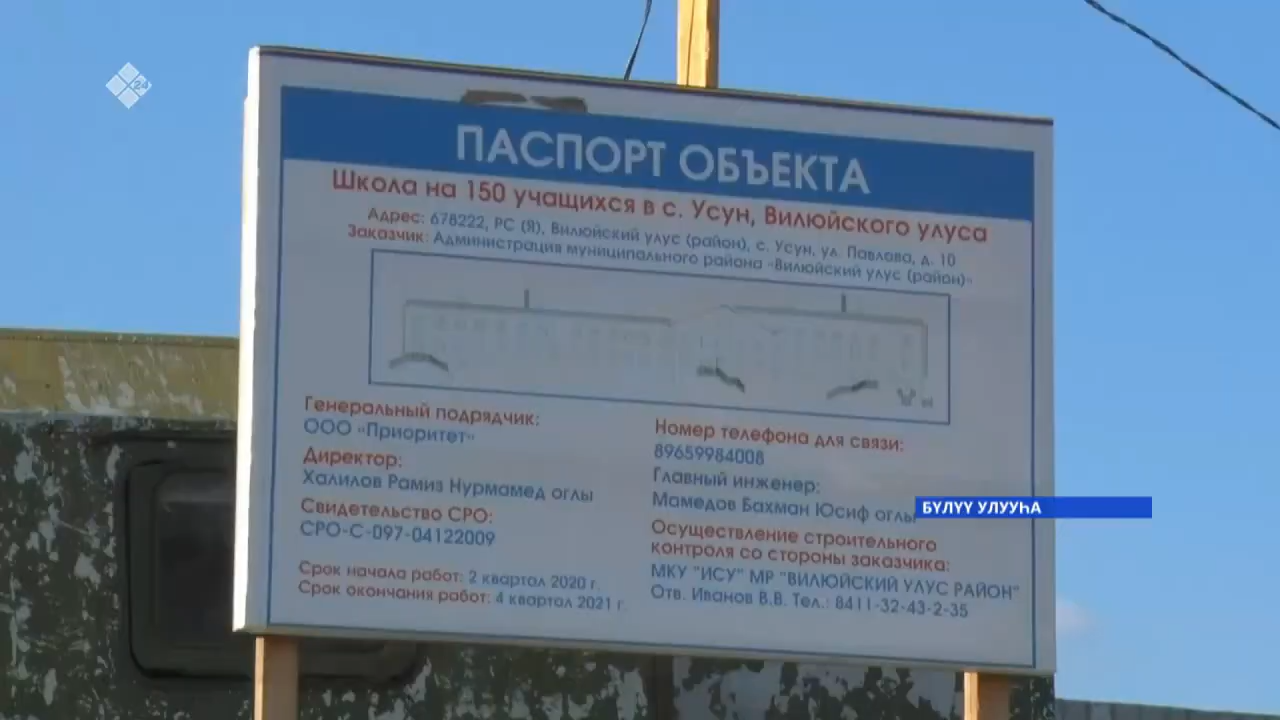 24
ПАСПОРТ ОБЪЕКТА
Школа на 150 учащихся в с. Усун, Вилюйского улуса
Адрес: 678222, РС (Я), Вилюйский улус (район), с. Усун, ул. Павлова, д. 10
Заказчик: Администрация муниципального района «Вилюйский улус (район)»
Генеральный подрядчик:
ООО «Приоритет»
Директор:
Халилов Рамиз Нурмамед оглы
Свидетельство СРО:
СРО-С-097-04122009
Срок начала работ: 2 квартал 2020 г.
Срок окончания работ: 4 квартал 2021 г.
Номер телефона для связи:
89659984008
Главный инженер:
Мамедов Бахман Юсиф оглы
Осуществление строительного
контроля со стороны заказчика:
МКУ "ИСУ" МР "ВИЛЮЙСКИЙ УЛУС РАЙОН"
Отв. Иванов В.В. Тел.: 8411-32-43-2-35
БҮЛҮҮ УЛУУҺА